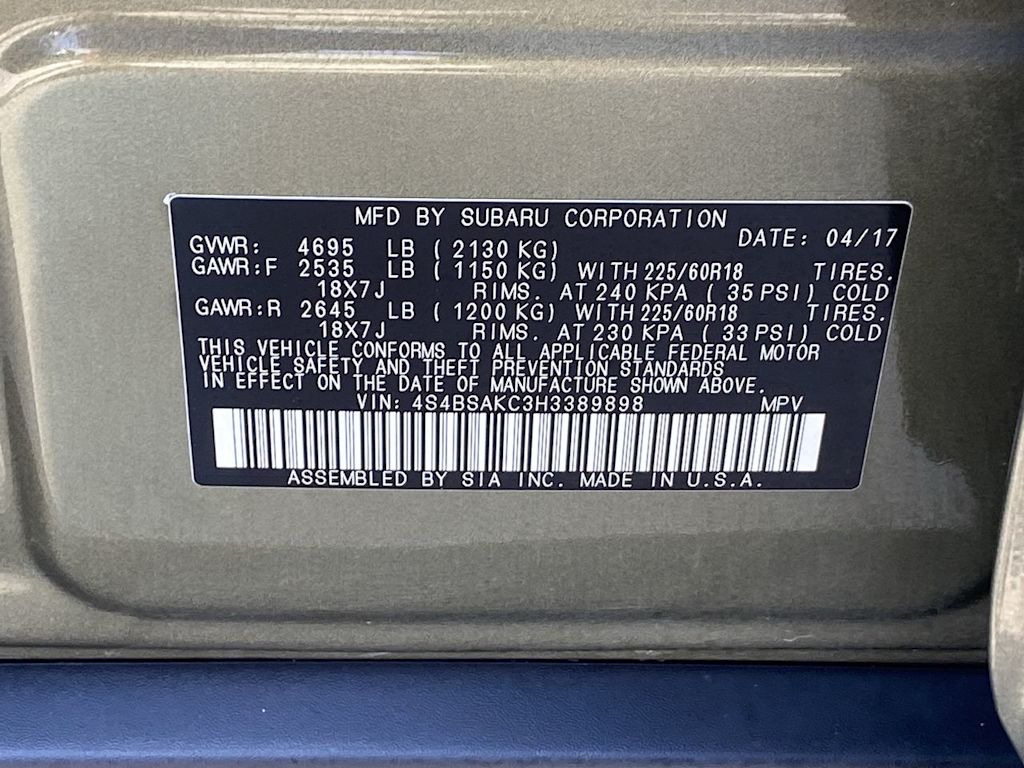 MFD BY SUBARU CORPORATION
GVWR: 4695 LB ( 2130 KG) DATE: 04/17
GAWR:F 2535 LB ( 1150 KG) WITH 225/60R18 TIRES.
18X7J RIMS. AT 240 KPA ( 35 PSI) COLD
GAWR:R 2645 LB ( 1200 KG) WITH 225/60R18 TIRES.
18X7J RIMS. AT 230 KPA ( 33 PSI) COLD
THIS VEHICLE CONFORMS TO ALL APPLICABLE FEDERAL MOTOR
VEHICLE SAFETY AND THEFT PREVENTION STANDARDS
IN EFFECT ON THE DATE OF MANUFACTURE SHOWN ABOVE.
VIN: 4S4BSAKC3H3389898 MPV
ASSEMBLED BY SIA INC. MADE IN U.S.A.